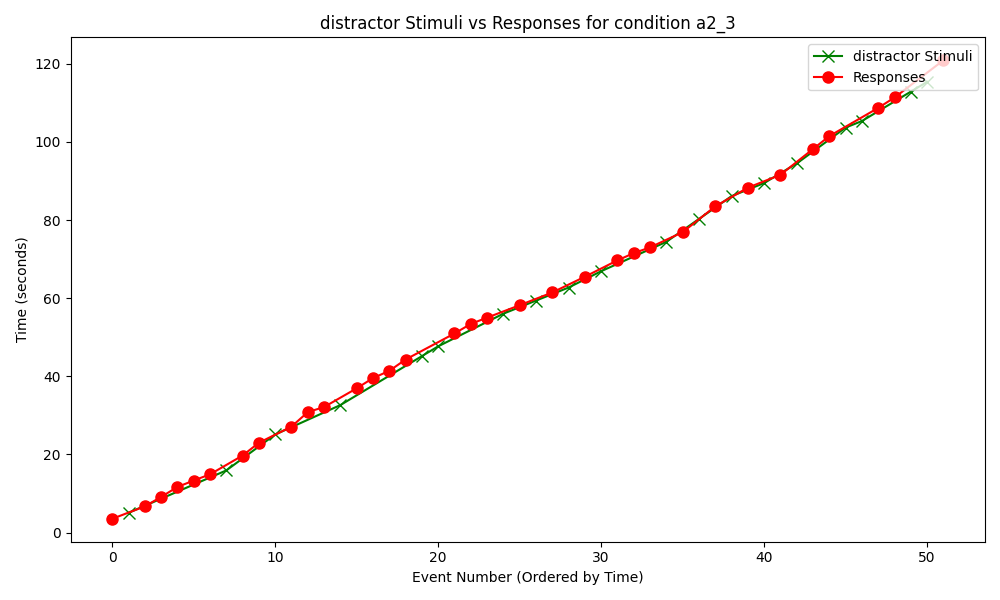 distractor Stimuli vs Responses for condition a2_3
distractor Stimuli
Responses
Time (seconds)
120
100
80
60
40
20
0
0 10 20 30 40 50
Event Number (Ordered by Time)